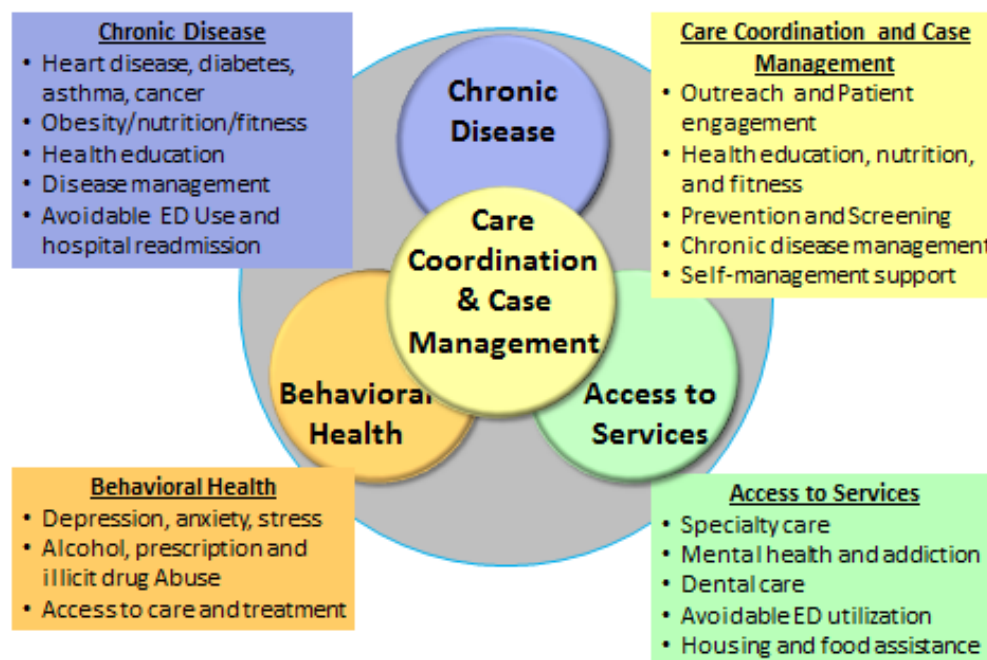 Chronic Disease
• Heart disease, diabetes,
asthma, cancer
• Obesity/nutrition/fitness
• Health education
• Disease management
• Avoidable ED Use and
hospital readmission
Care Coordination and Case
Management
• Outreach and Patient
engagement
• Health education, nutrition,
and fitness
• Prevention and Screening
• Chronic disease management
• Self-management support
Chronic
Disease
Care
Coordination
& Case
Management
Behavioral
Health
Access to
Services
Behavioral Health
• Depression, anxiety, stress
• Alcohol, prescription and
illicit drug Abuse
• Access to care and treatment
Access to Services
• Specialty care
• Mental health and addiction
• Dental care
• Avoidable ED utilization
• Housing and food assistance